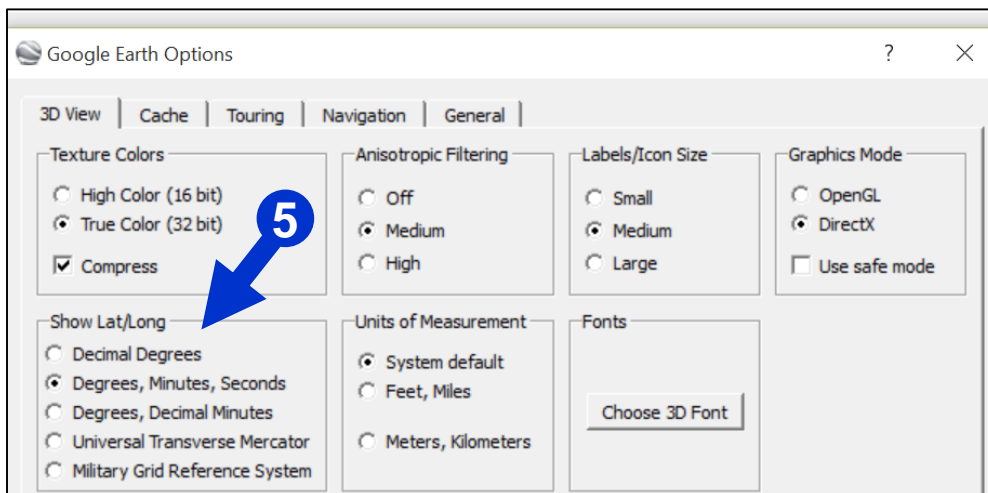 Google Earth Options
?
3D View
Cache
Touring
Navigation
General
Texture Colors
High Color (16 bit)
True Color (32 bit)
Compress
5
Anisotropic Filtering
Off
Medium
High
Labels/Icon Size
Small
Medium
Large
Graphics Mode
OpenGL
DirectX
Use safe mode
Show Lat/Long
Decimal Degrees
Degrees, Minutes, Seconds
Degrees, Decimal Minutes
Universal Transverse Mercator
Military Grid Reference System
Units of Measurement
System default
Feet, Miles
Meters, Kilometers
Fonts
Choose 3D Font